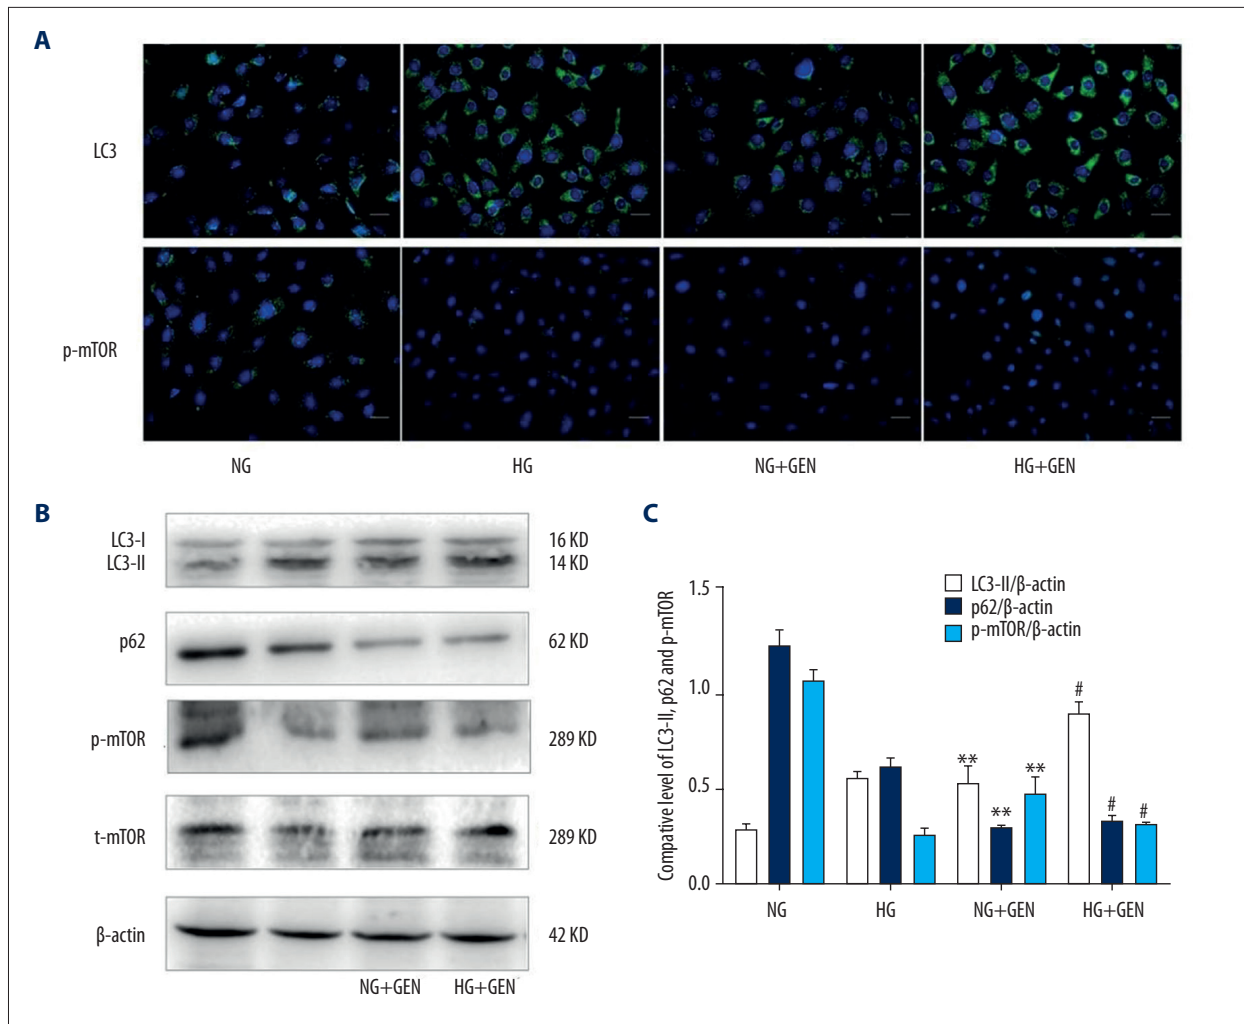 A
LC3
p-mTOR
NG HG NG+GEN HG+GEN
B
LC3-I 16 KD
LC3-II 14 KD
p62 62 KD
p-mTOR 289 KD
t-mTOR 289 KD
β-actin 42 KD
NG+GEN HG+GEN
C
Compative level of LC3-II, p62 and p-mTOR
1.5
1.0
0.5
0.0
LC3-II/β-actin
p62/β-actin
p-mTOR/β-actin
** ** **
# # #
NG HG NG+GEN HG+GEN